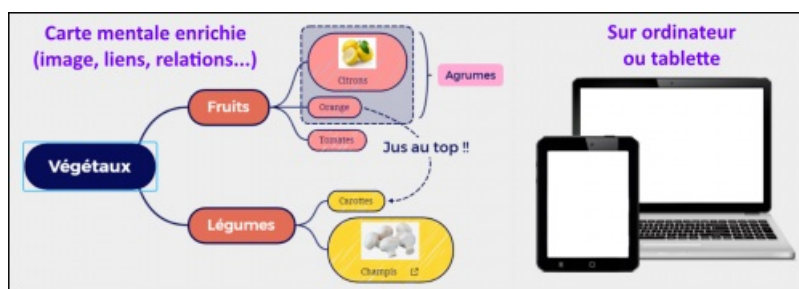 Carte mentale enrichie
(image, liens, relations...)
Sur ordinateur
ou tablette
Citrons
Agrumes
Fruits
Orange
Tomates
Jus au top !!
Végétaux
Carottes
Légumes
Champis